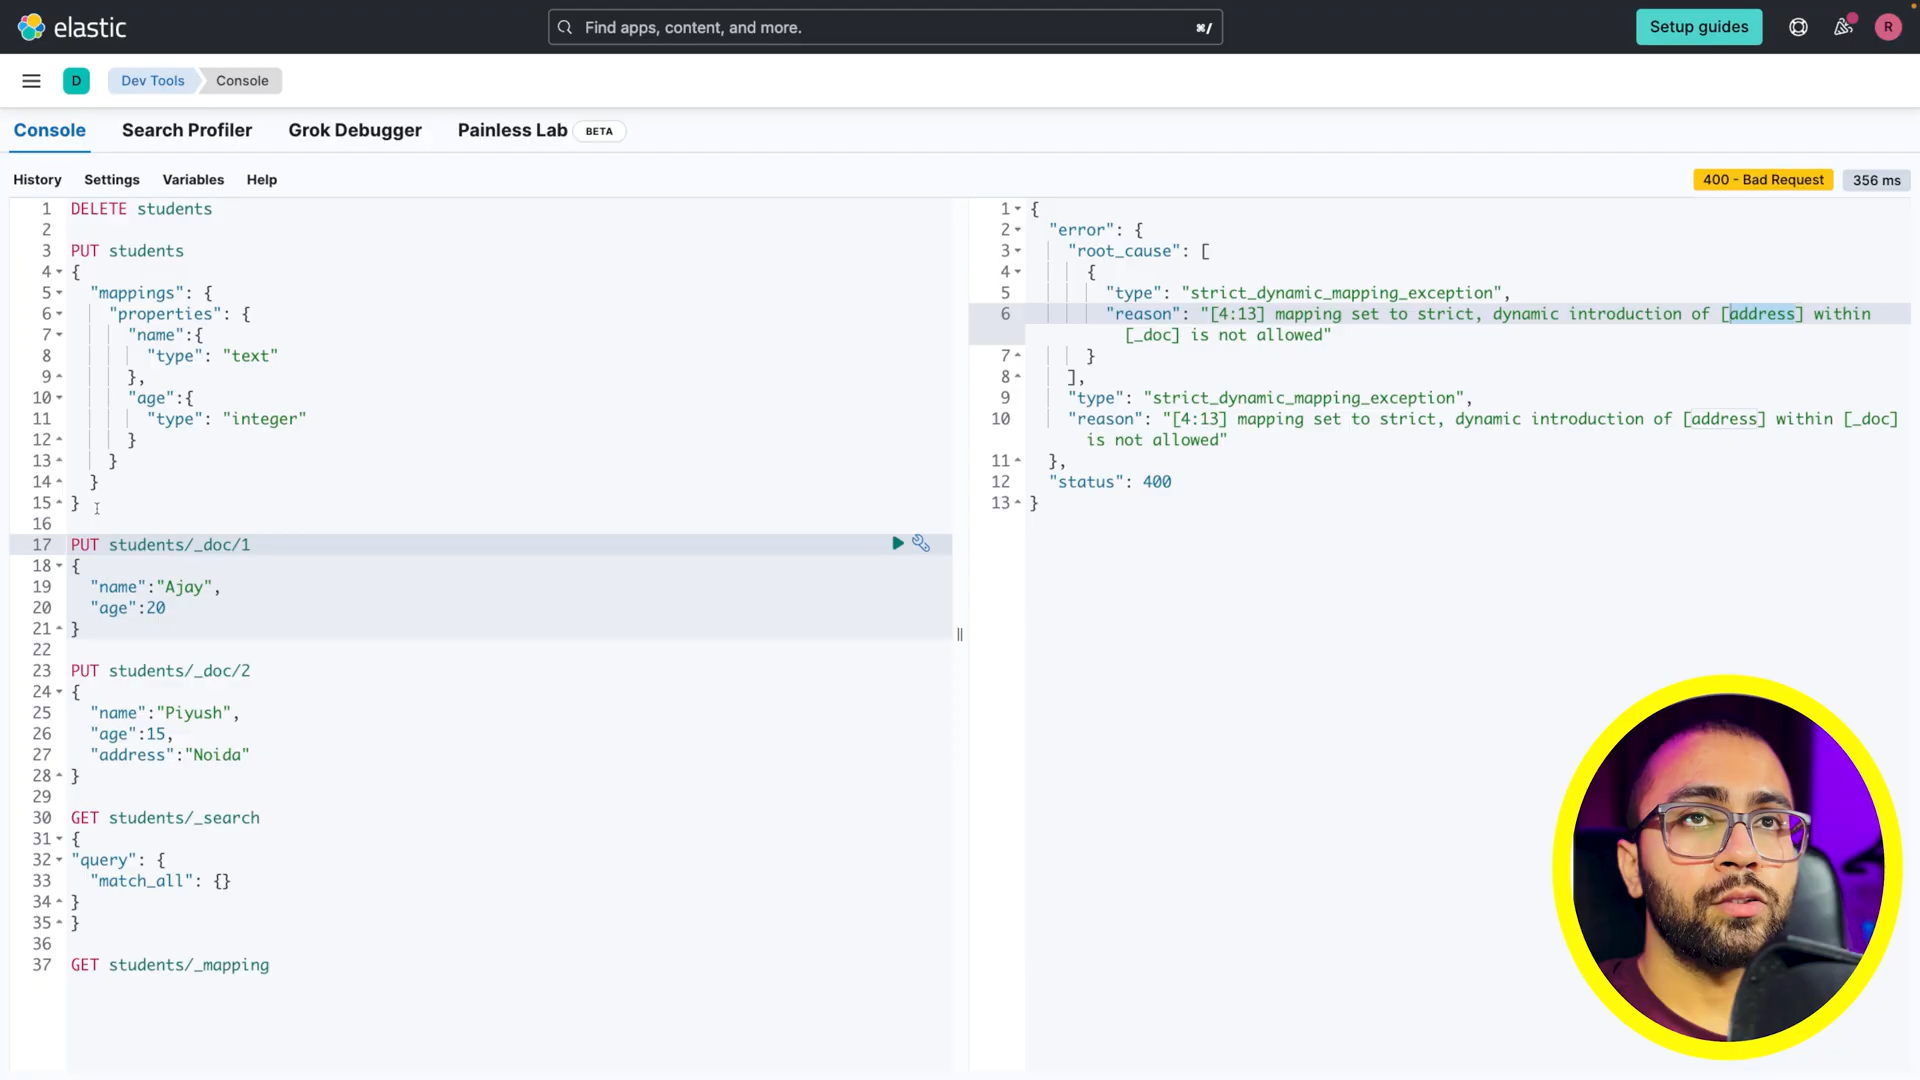 elastic
Find apps, content, and more.
⌘/
Setup guides
R
D
Dev Tools
Console
Console
Search Profiler
Grok Debugger
Painless Lab
BETA
History
Settings
Variables
Help
400 - Bad Request
356 ms
1 DELETE students
2
3 PUT students
4 {
5   "mappings": {
6     "properties": {
7       "name":{
8         "type": "text"
9       },
10       "age":{
11         "type": "integer"
12       }
13     }
14   }
15 }
16
17 PUT students/_doc/1
18 {
19   "name":"Ajay",
20   "age":20
21 }
22
23 PUT students/_doc/2
24 {
25   "name":"Piyush",
26   "age":15,
27   "address":"Noida"
28 }
29
30 GET students/_search
31 {
32 "query": {
33   "match_all": {}
34 }
35 }
36
37 GET students/_mapping
1 {
2   "error": {
3     "root_cause": [
4       {
5         "type": "strict_dynamic_mapping_exception",
6         "reason": "[4:13] mapping set to strict, dynamic introduction of [address] within
[_doc] is not allowed"
7       }
8   ],
9     "type": "strict_dynamic_mapping_exception",
10     "reason": "[4:13] mapping set to strict, dynamic introduction of [address] within [_doc]
is not allowed"
11   },
12   "status": 400
13 }